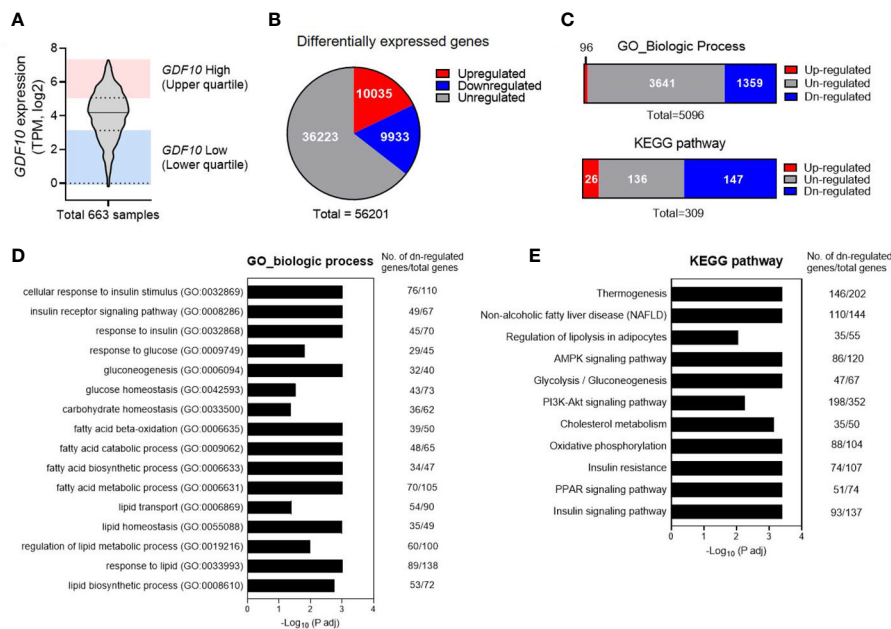 A
GDF10 expression
(TPM, log2)
8
6
4
2
0
GDF10 High
(Upper quartile)
GDF10 Low
(Lower quartile)
Total 663 samples
B
Differentially expressed genes
10035
9933
36223
Upregulated
Downregulated
Unregulated
Total = 56201
C
96
GO_Biologic Process
3641
1359
Up-regulated
Un-regulated
Dn-regulated
Total=5096
KEGG pathway
26
136
147
Up-regulated
Un-regulated
Dn-regulated
Total=309
D
GO_biologic process
No. of dn-regulated
genes/total genes
cellular response to insulin stimulus (GO:0032869) 76/110
insulin receptor signaling pathway (GO:0008286) 49/67
response to insulin (GO:0032868) 45/70
response to glucose (GO:0009749) 29/45
gluconeogenesis (GO:0006094) 32/40
glucose homeostasis (GO:0042593) 43/73
carbohydrate homeostasis (GO:0033500) 36/62
fatty acid beta-oxidation (GO:0006635) 39/50
fatty acid catabolic process (GO:0009062) 48/65
fatty acid biosynthetic process (GO:0006633) 34/47
fatty acid metabolic process (GO:0006631) 70/105
lipid transport (GO:0006869) 54/90
lipid homeostasis (GO:0055088) 35/49
regulation of lipid metabolic process (GO:0019216) 60/100
response to lipid (GO:0033993) 89/138
lipid biosynthetic process (GO:0008610) 53/72
0 1 2 3 4
-Log10 (P adj)
E
KEGG pathway
No. of dn-regulated
genes/total genes
Thermogenesis 146/202
Non-alcoholic fatty liver disease (NAFLD) 110/144
Regulation of lipolysis in adipocytes 35/55
AMPK signaling pathway 86/120
Glycolysis / Gluconeogenesis 47/67
PI3K-Akt signaling pathway 198/352
Cholesterol metabolism 35/50
Oxidative phosphorylation 88/104
Insulin resistance 74/107
PPAR signaling pathway 51/74
Insulin signaling pathway 93/137
0 1 2 3 4
-Log10 (P adj)